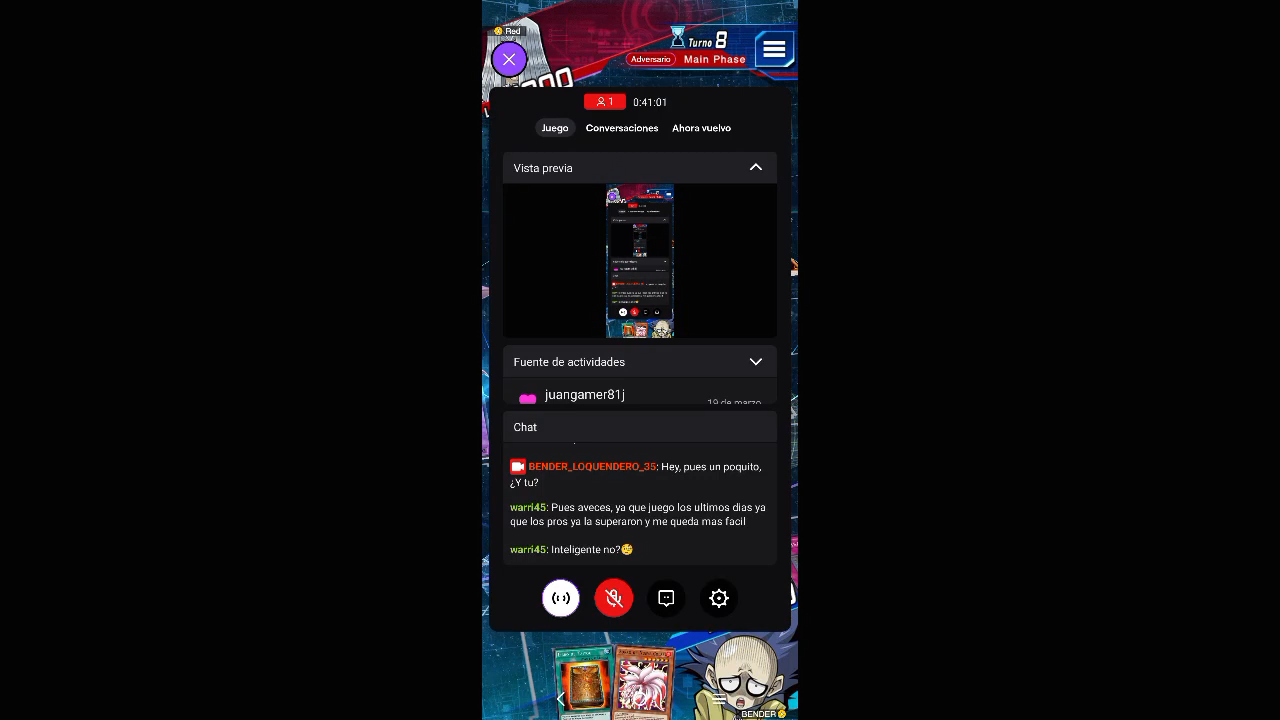 Red
Turno 8
Adversario Main Phase
1 0:41:01
Juego Conversaciones Ahora vuelvo
Vista previa
Fuente de actividades
juangamer81j
19 de marzo
Chat
BENDER_LOQUENDERO_35: Hey, pues un poquito,
¿Y tu?
warri45: Pues aveces, ya que juego los ultimos dias ya
que los pros ya la superaron y me queda mas facil
warri45: Inteligente no?🧐
BENDER